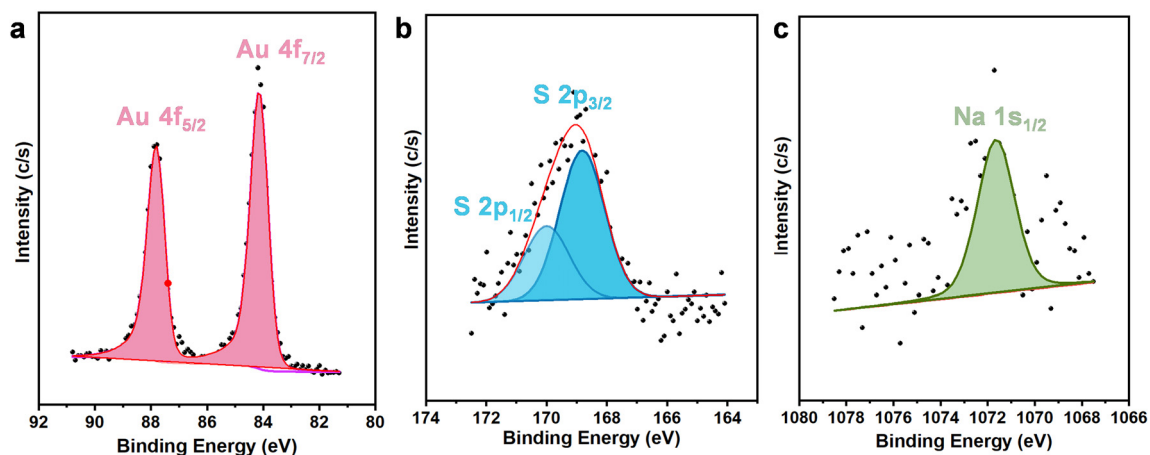 a
Au 4f7/2
Au 4f5/2
Intensity (c/s)
92 90 88 86 84 82 80
Binding Energy (eV)
b
S 2p3/2
S 2p1/2
Intensity (c/s)
174 172 170 168 166 164 162
Binding Energy (eV)
c
Na 1s1/2
Intensity (c/s)
1080 1078 1076 1074 1072 1070 1068 1066
Binding Energy (eV)